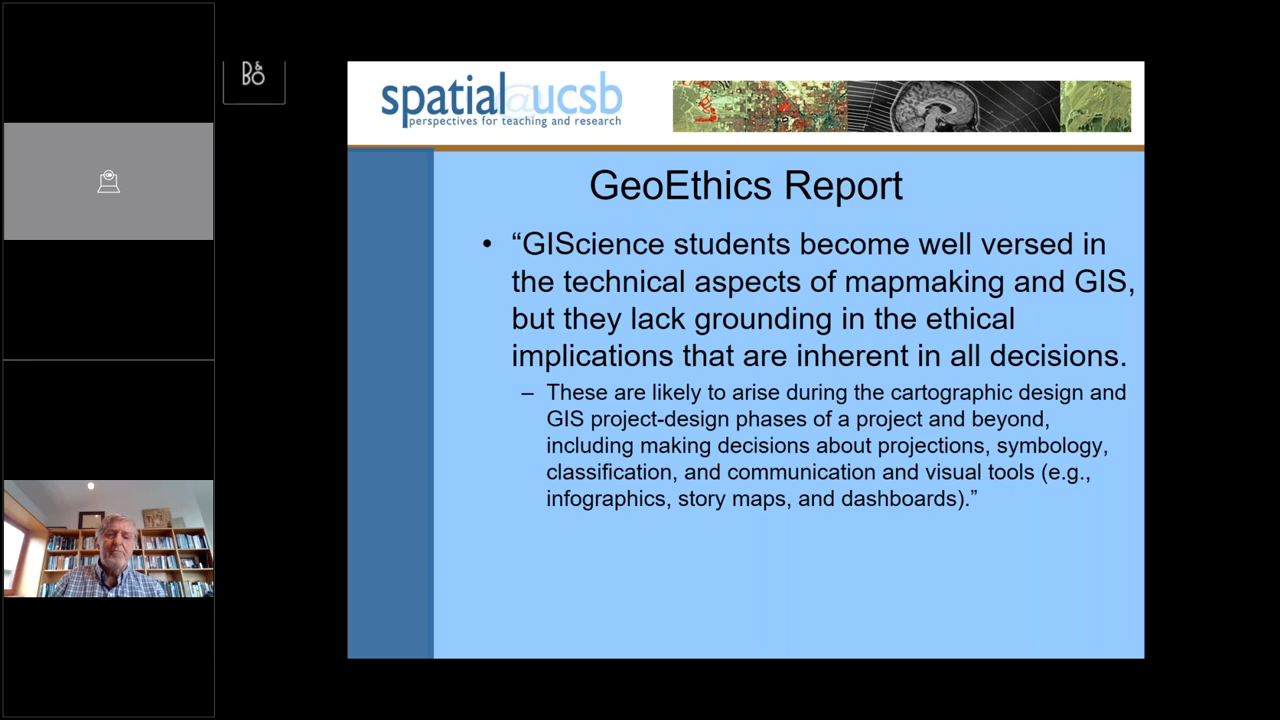 B&
BO
spatial@ucsb
perspectives for teaching and research
GeoEthics Report
• “GIScience students become well versed in
the technical aspects of mapmaking and GIS,
but they lack grounding in the ethical
implications that are inherent in all decisions.
– These are likely to arise during the cartographic design and
GIS project-design phases of a project and beyond,
including making decisions about projections, symbology,
classification, and communication and visual tools (e.g.,
infographics, story maps, and dashboards).”